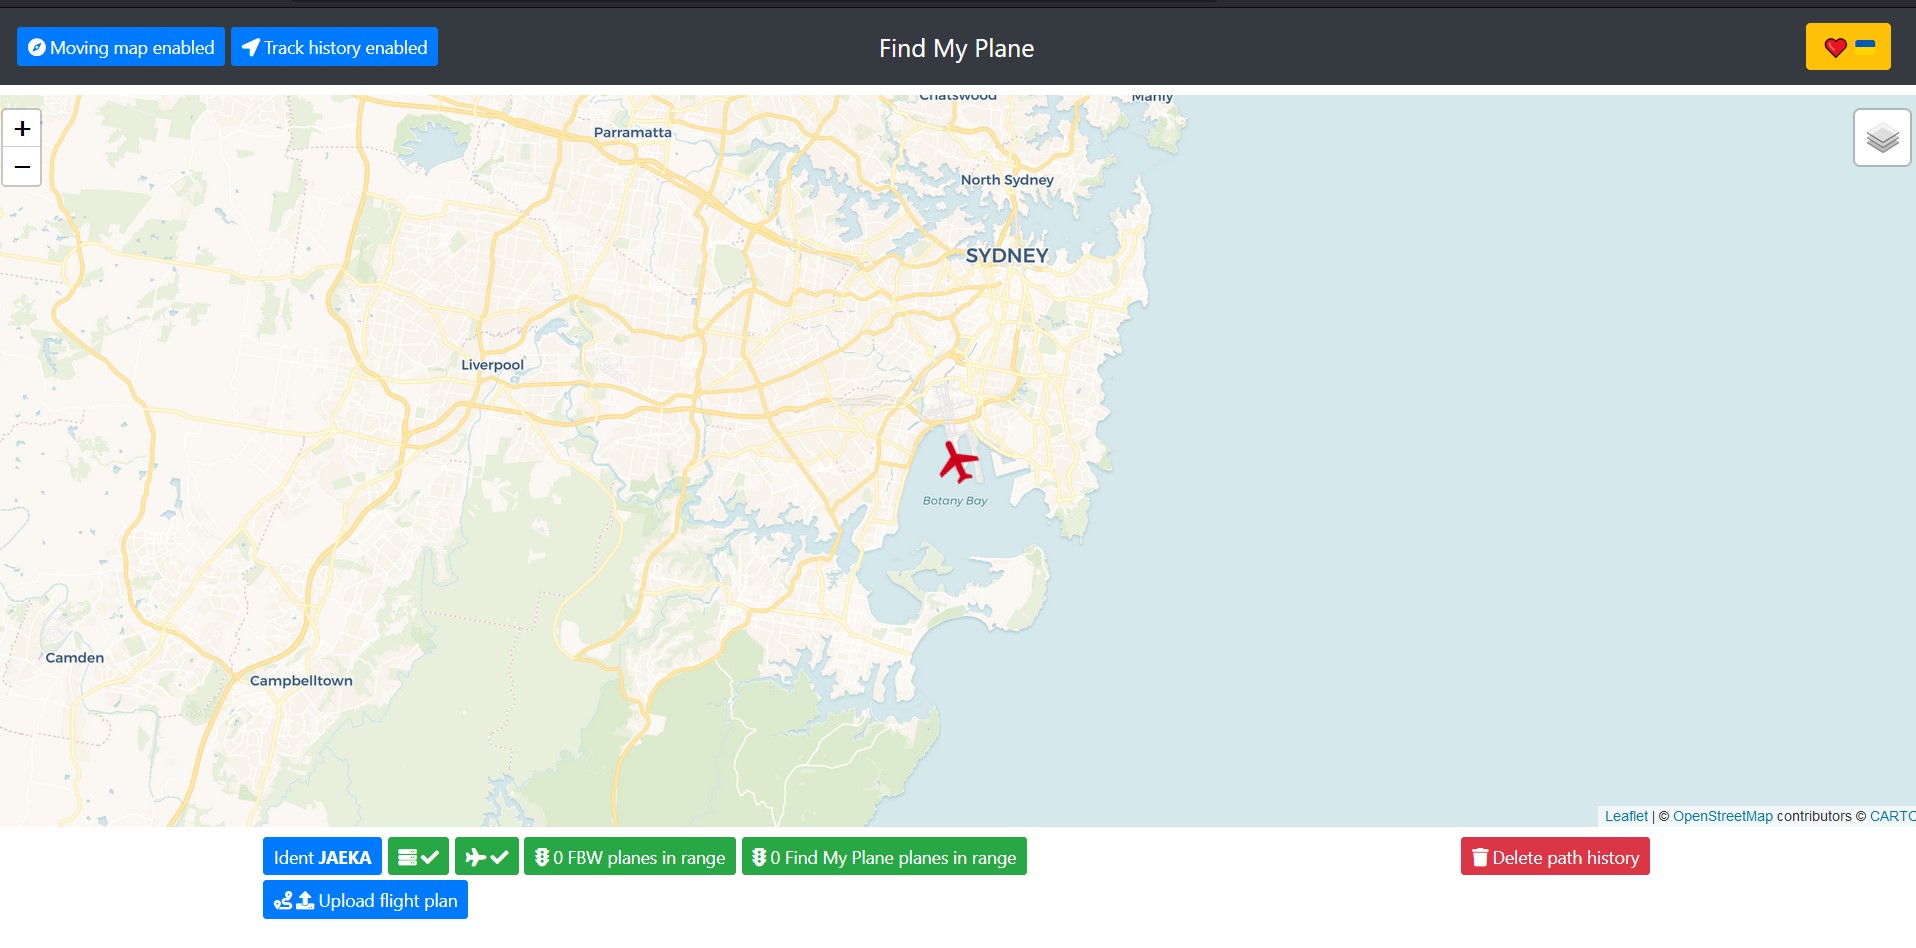 Moving map enabled
Track history enabled
Find My Plane
+
−
Chatswood
Manly
Parramatta
North Sydney
SYDNEY
Liverpool
Botany Bay
Camden
Campbelltown
Leaflet | © OpenStreetMap contributors © CARTO
Ident JAEKA
0 FBW planes in range
0 Find My Plane planes in range
Delete path history
Upload flight plan